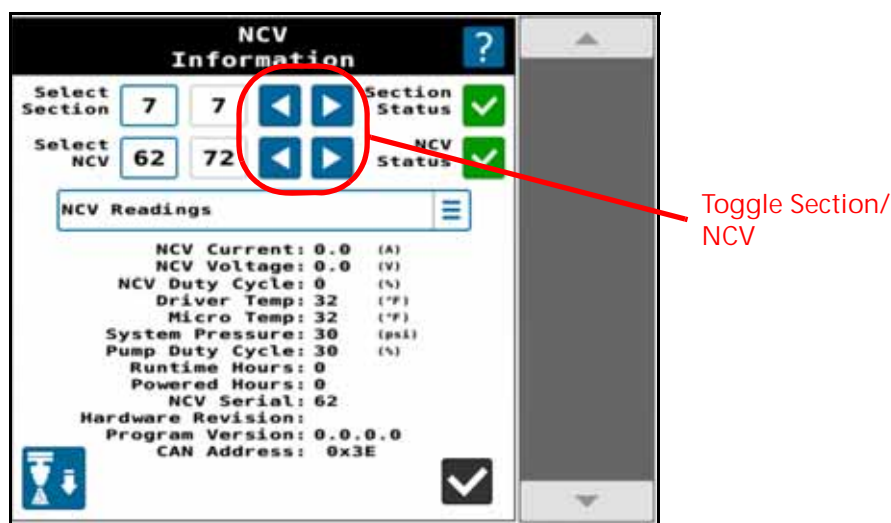 NCV
Information
?
Select
Section 7 7 Section
Status
Select
NCV 62 72 NCV
Status
NCV Readings
NCV Current: 0.0 (A)
NCV Voltage: 0.0 (V)
NCV Duty Cycle: 0 (%)
Driver Temp: 32 (°F)
Micro Temp: 32 (°F)
System Pressure: 30 (psi)
Pump Duty Cycle: 30 (%)
Runtime Hours: 0
Powered Hours: 0
NCV Serial: 62
Hardware Revision:
Program Version: 0.0.0.0
CAN Address: 0x3E
Toggle Section/
NCV